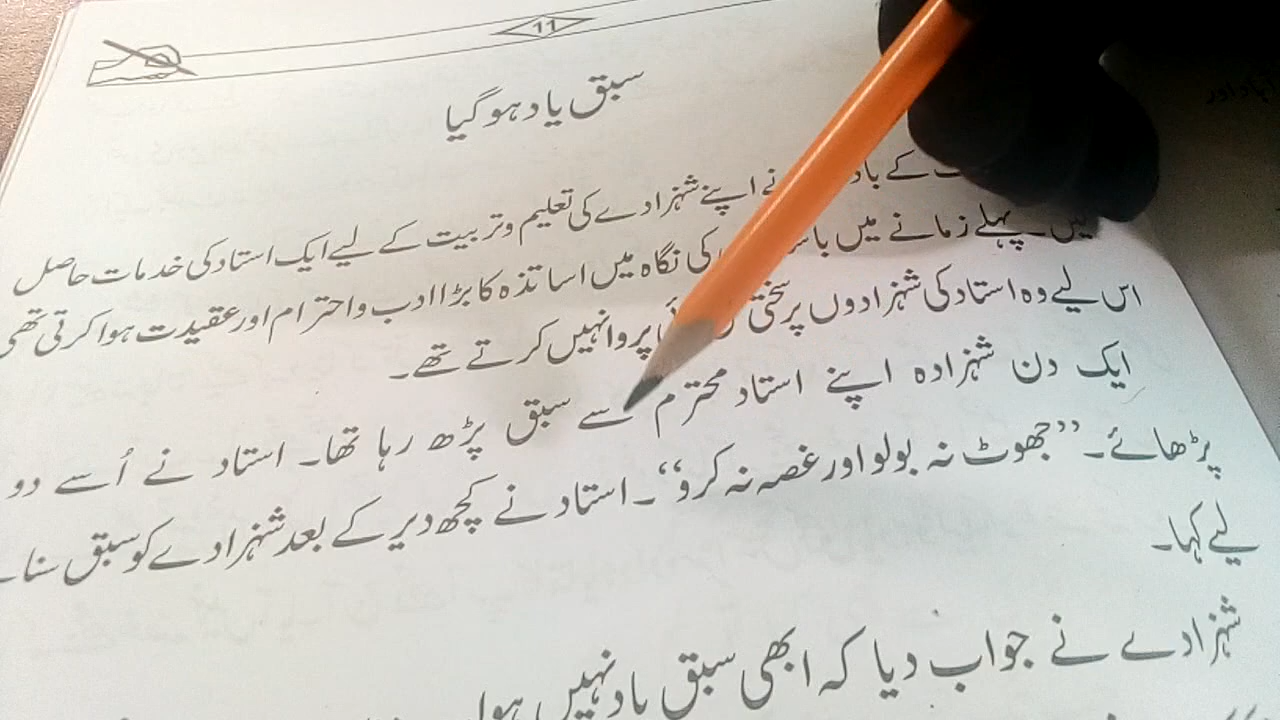 11
سبق یاد ہو گیا
کے نے اپنے شہزادے کی تعلیم و تربیت کے لیے ایک استاد کی خدمات حاصل
پہلے زمانے میں کی نگاہ میں اساتذہ کا بڑا ادب و احترام اور عقیدت ہوا کرتی تھی
اس لیے وہ استاد کی شہزادوں پر سختی پروا نہیں کرتے تھے۔
ایک دن شہزادہ اپنے استاد محترم سے سبق پڑھ رہا تھا۔ استاد نے اُسے دو
پڑھائے۔ ”جھوٹ نہ بولو اور غصہ نہ کرو“۔ استاد نے کچھ دیر کے بعد شہزادے کو سبق
لیے کہا۔
شہزادے نے جواب دیا کہ ابھی سبق یاد نہیں ہوا